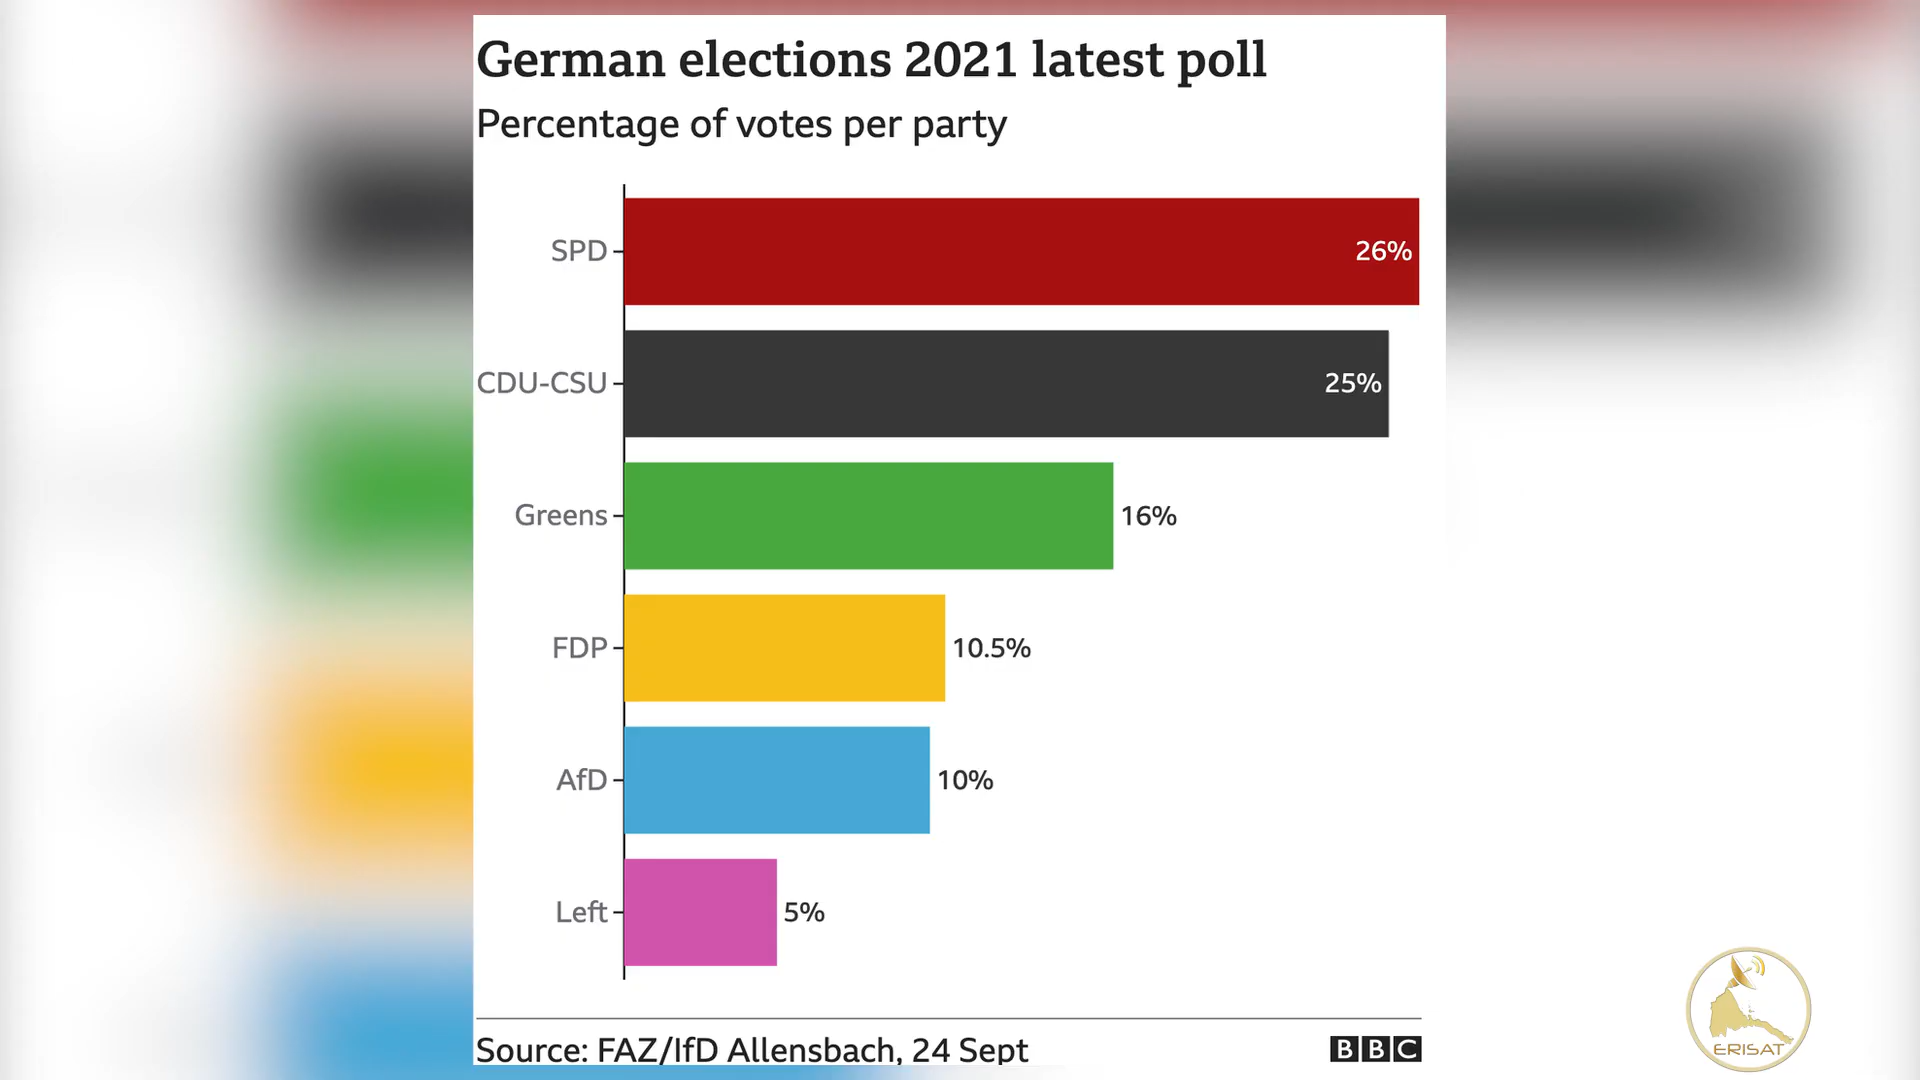 German elections 2021 latest poll
Percentage of votes per party
SPD 26%
CDU-CSU 25%
Greens 16%
FDP 10.5%
AfD 10%
Left 5%
Source: FAZ/IfD Allensbach, 24 Sept BBC
ERISAT